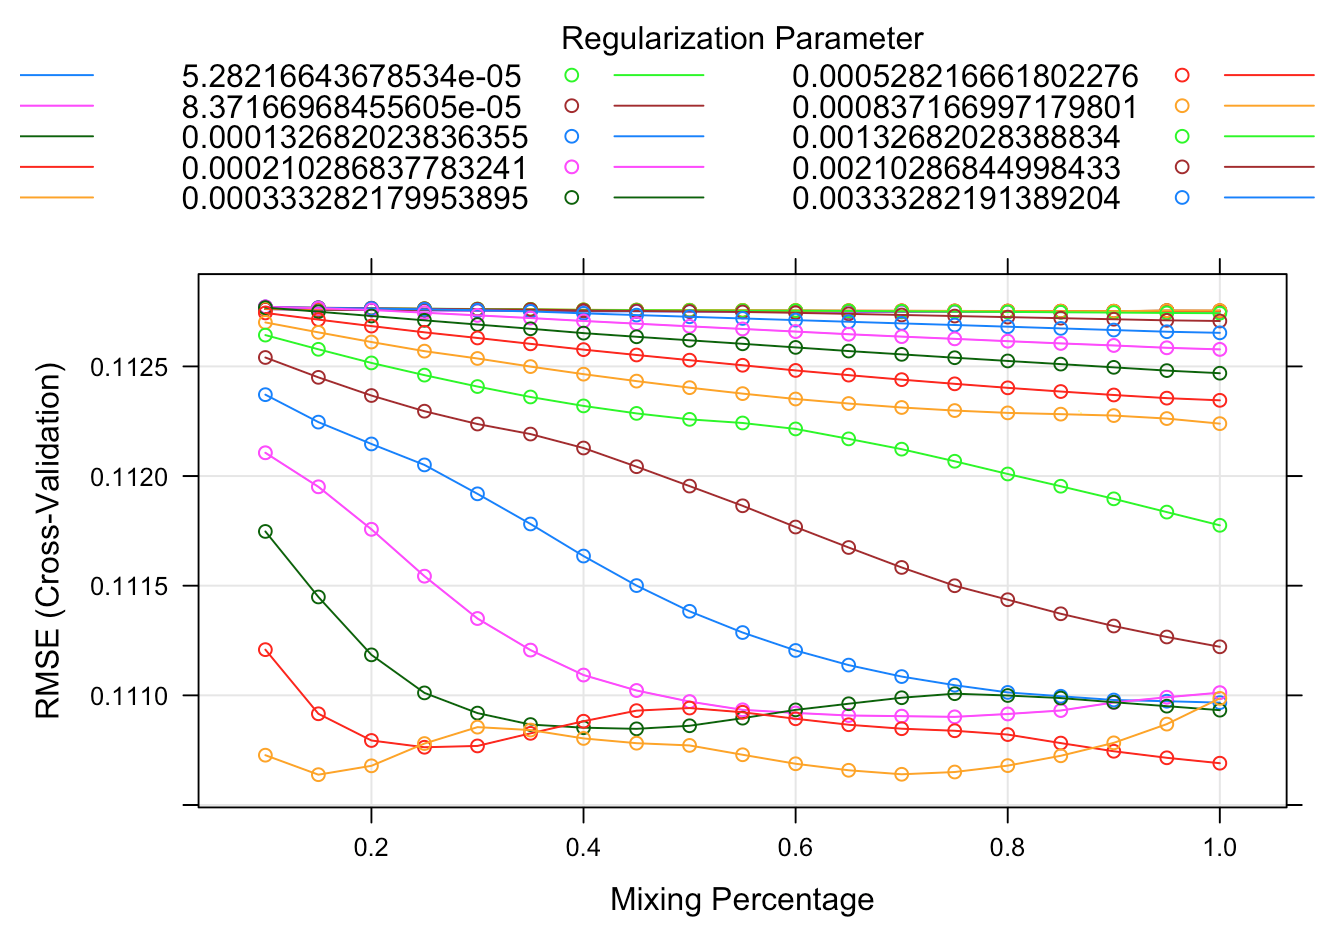 Regularization Parameter
5.28216643678534e-05 0.000528216661802276
8.37166968455605e-05 0.000837166997179801
0.000132682023836355 0.00132682028388834
0.000210286837783241 0.00210286844998433
0.000333282179953895 0.00333282191389204
0.1125
0.1120
0.1115
0.1110
RMSE (Cross-Validation)
0.2 0.4 0.6 0.8 1.0
Mixing Percentage